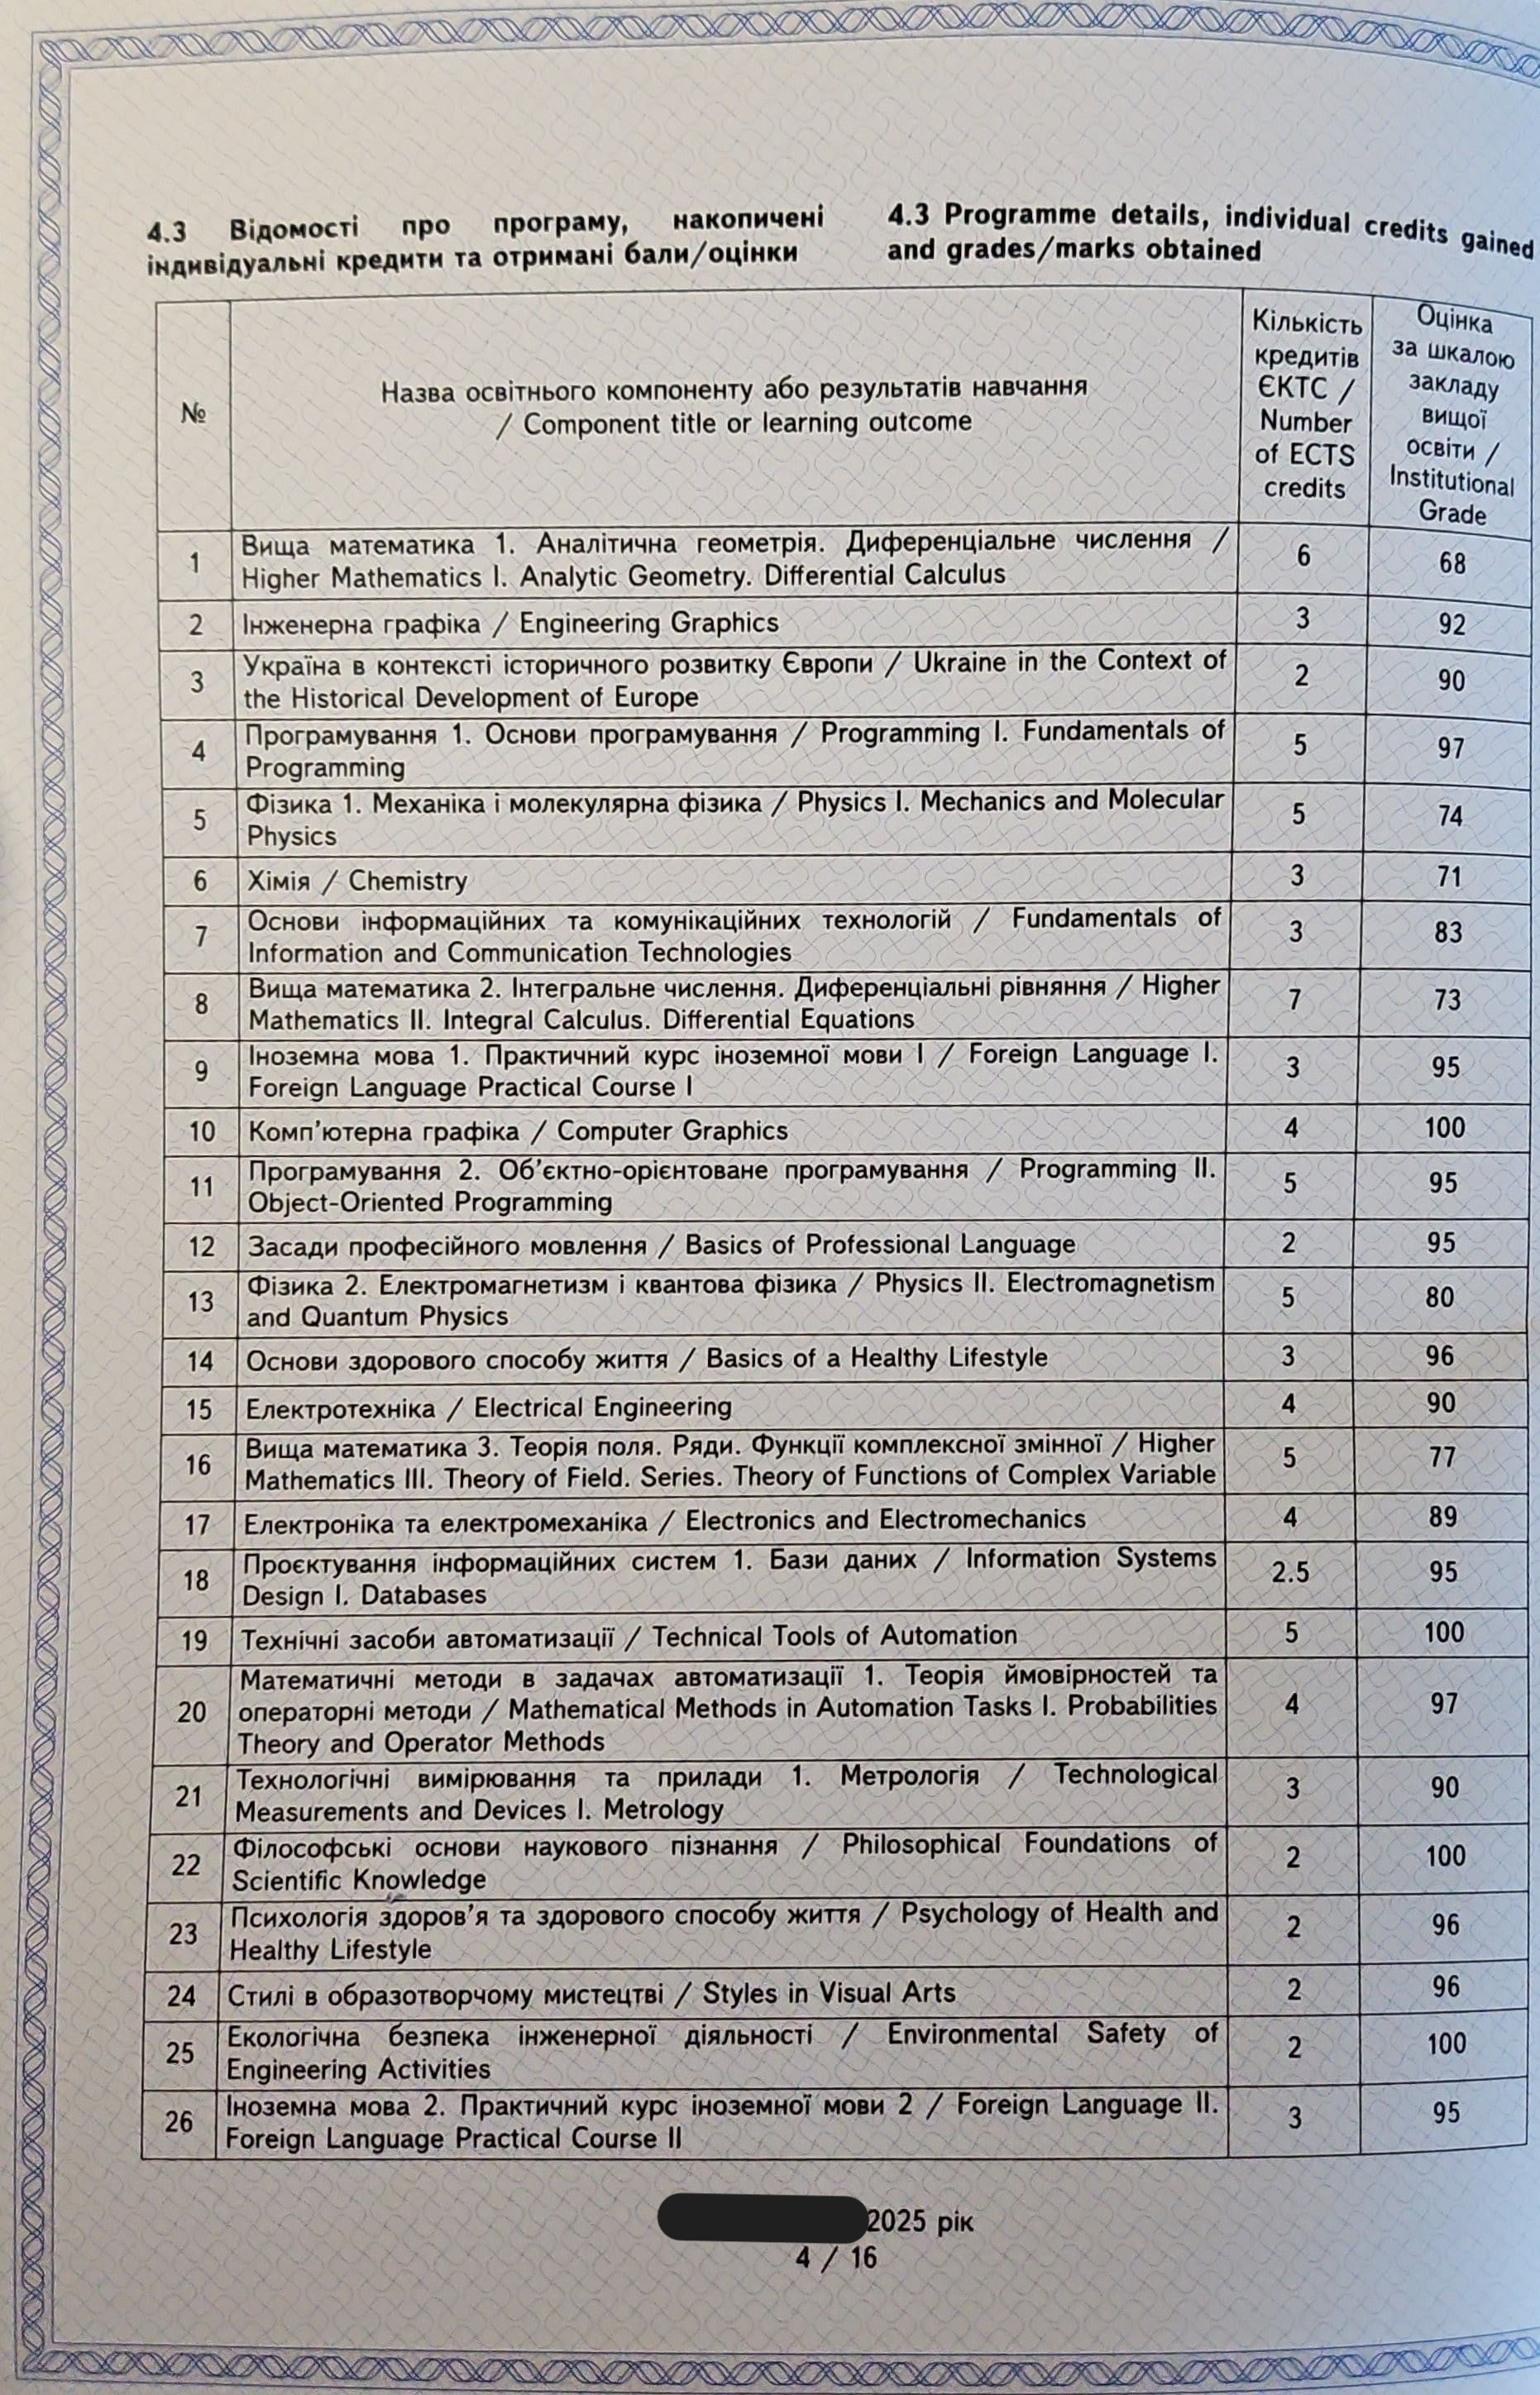 4.3 Відомості про програму, накопичені
індивідуальні кредити та отримані бали/оцінки
4.3 Programme details, individual credits gained
and grades/marks obtained
№
Назва освітнього компоненту або результатів навчання
/ Component title or learning outcome
Кількість
кредитів
ЄКТС /
Number
of ECTS
credits
Оцінка
за шкалою
закладу
вищої
освіти /
Institutional
Grade
1
Вища математика 1. Аналітична геометрія. Диференціальне числення /
Higher Mathematics I. Analytic Geometry. Differential Calculus
6
68
2
Інженерна графіка / Engineering Graphics
3
92
3
Україна в контексті історичного розвитку Європи / Ukraine in the Context of
the Historical Development of Europe
2
90
4
Програмування 1. Основи програмування / Programming I. Fundamentals of
Programming
5
97
5
Фізика 1. Механіка і молекулярна фізика / Physics I. Mechanics and Molecular
Physics
5
74
6
Хімія / Chemistry
3
71
7
Основи інформаційних та комунікаційних технологій / Fundamentals of
Information and Communication Technologies
3
83
8
Вища математика 2. Інтегральне числення. Диференціальні рівняння / Higher
Mathematics II. Integral Calculus. Differential Equations
7
73
9
Іноземна мова 1. Практичний курс іноземної мови I / Foreign Language I.
Foreign Language Practical Course I
3
95
10
Комп'ютерна графіка / Computer Graphics
4
100
11
Програмування 2. Об'єктно-орієнтоване програмування / Programming II.
Object-Oriented Programming
5
95
12
Засади професійного мовлення / Basics of Professional Language
2
95
13
Фізика 2. Електромагнетизм і квантова фізика / Physics II. Electromagnetism
and Quantum Physics
5
80
14
Основи здорового способу життя / Basics of a Healthy Lifestyle
3
96
15
Електротехніка / Electrical Engineering
4
90
16
Вища математика 3. Теорія поля. Ряди. Функції комплексної змінної / Higher
Mathematics III. Theory of Field. Series. Theory of Functions of Complex Variable
5
77
17
Електроніка та електромеханіка / Electronics and Electromechanics
4
89
18
Проєктування інформаційних систем 1. Бази даних / Information Systems
Design I. Databases
2.5
95
19
Технічні засоби автоматизації / Technical Tools of Automation
5
100
20
Математичні методи в задачах автоматизації 1. Теорія ймовірностей та
операторні методи / Mathematical Methods in Automation Tasks I. Probabilities
Theory and Operator Methods
4
97
21
Технологічні вимірювання та прилади 1. Метрологія / Technological
Measurements and Devices I. Metrology
3
90
22
Філософські основи наукового пізнання / Philosophical Foundations of
Scientific Knowledge
2
100
23
Психологія здоров'я та здорового способу життя / Psychology of Health and
Healthy Lifestyle
2
96
24
Стилі в образотворчому мистецтві / Styles in Visual Arts
2
96
25
Екологічна безпека інженерної діяльності / Environmental Safety of
Engineering Activities
2
100
26
Іноземна мова 2. Практичний курс іноземної мови 2 / Foreign Language II.
Foreign Language Practical Course II
3
95
2025 рік
4 / 16